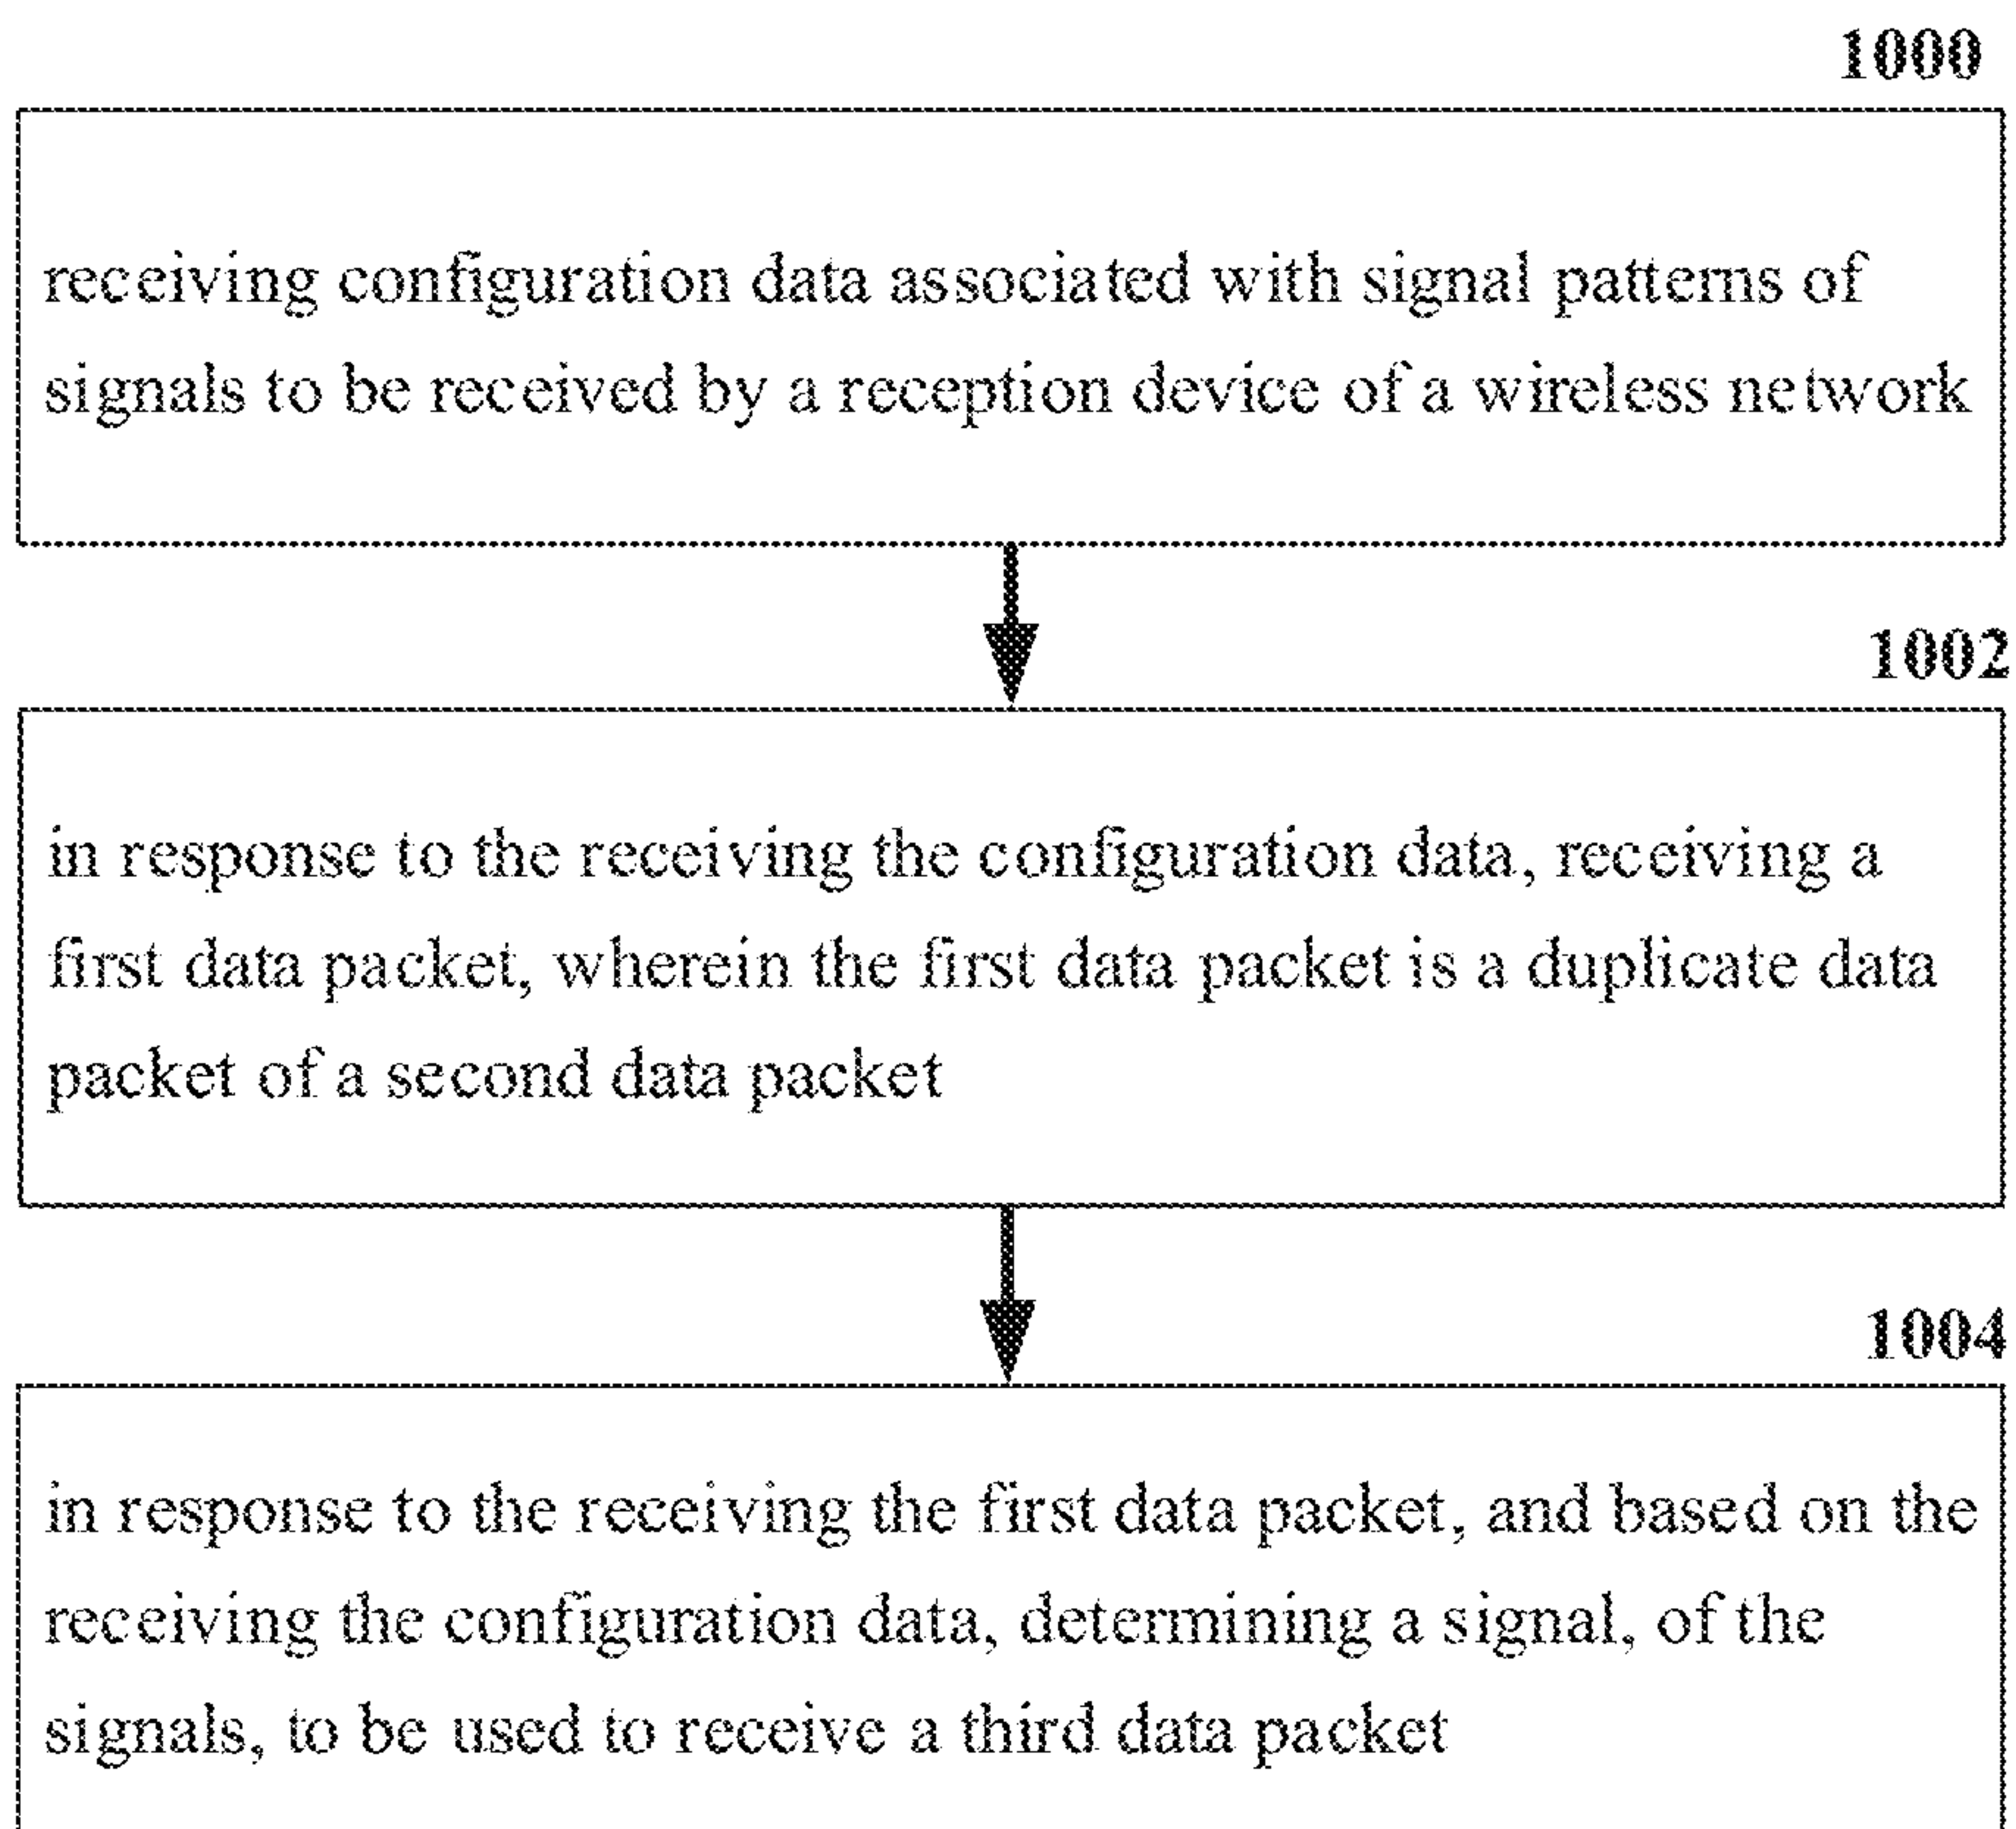 1000
receiving configuration data associated with signal patterns of
signals to be received by a reception device of a wireless network
1002
in response to the receiving the configuration data, receiving a
first data packet, wherein the first data packet is a duplicate data
packet of a second data packet
1004
in response to the receiving the first data packet, and based on the
receiving the configuration data, determining a signal, of the
signals, to be used to receive a third data packet